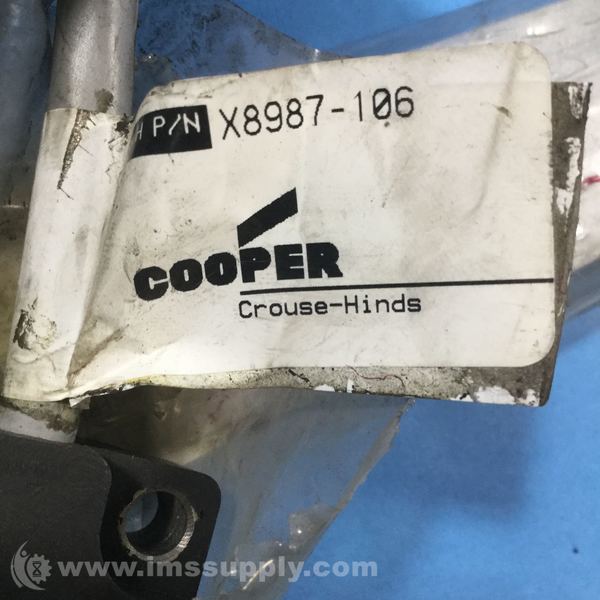 H P/N X8987-106
COOPER
Crouse-Hinds
www.imssupply.com